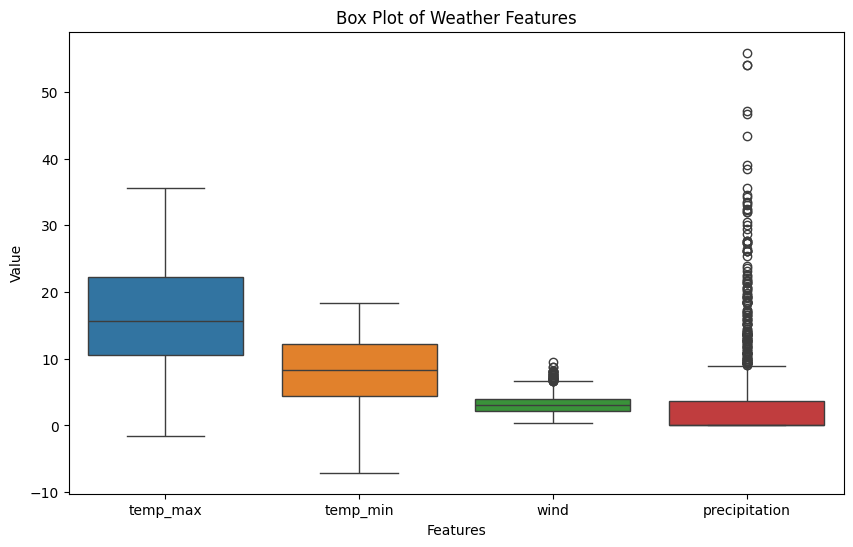 Box Plot of Weather Features
Value
50
40
30
20
10
0
−10
temp_max temp_min wind precipitation
Features